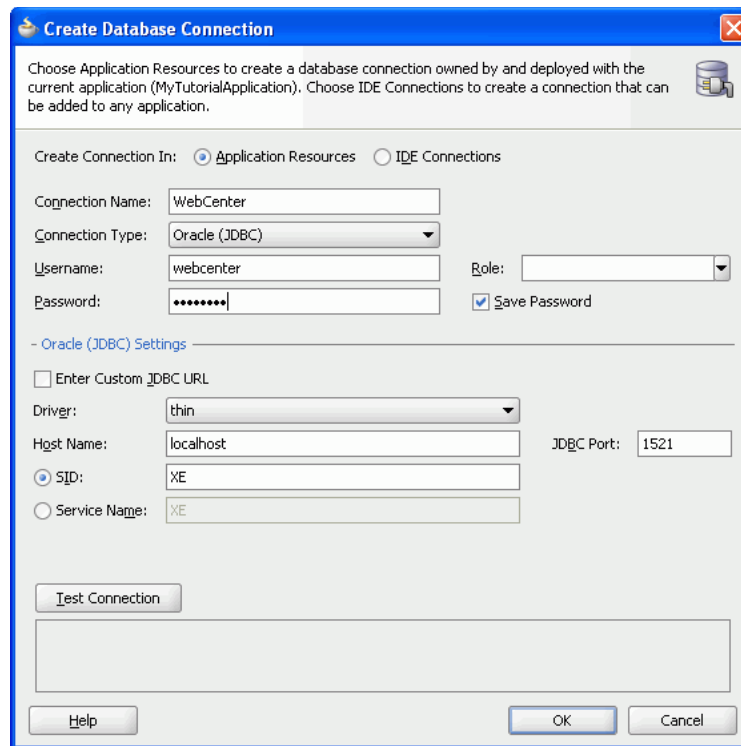 Create Database Connection
Choose Application Resources to create a database connection owned by and deployed with the
current application (MyTutorialApplication). Choose IDE Connections to create a connection that can
be added to any application.
Create Connection In: Application Resources IDE Connections
Connection Name: WebCenter
Connection Type: Oracle (JDBC)
Username: webcenter Role:
Password: •••••••• Save Password
- Oracle (JDBC) Settings
Enter Custom JDBC URL
Driver: thin
Host Name: localhost JDBC Port: 1521
SID: XE
Service Name: XE
Test Connection
Help OK Cancel